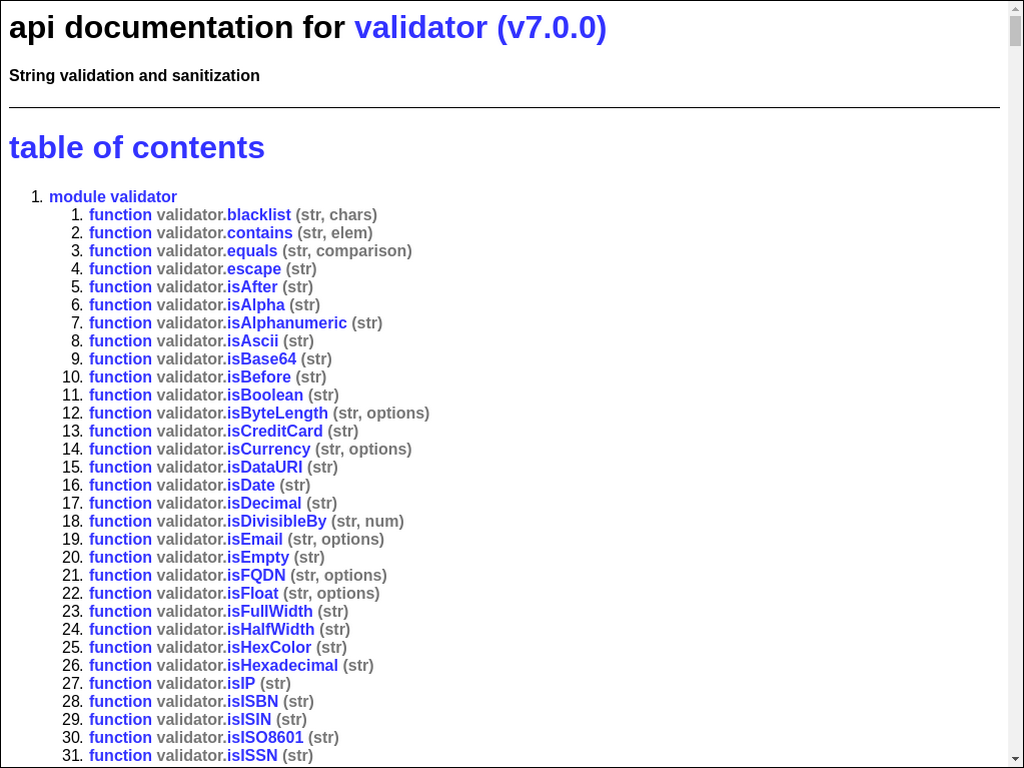 api documentation for validator (v7.0.0)
String validation and sanitization
table of contents
1. module validator
1. function validator.blacklist (str, chars)
2. function validator.contains (str, elem)
3. function validator.equals (str, comparison)
4. function validator.escape (str)
5. function validator.isAfter (str)
6. function validator.isAlpha (str)
7. function validator.isAlphanumeric (str)
8. function validator.isAscii (str)
9. function validator.isBase64 (str)
10. function validator.isBefore (str)
11. function validator.isBoolean (str)
12. function validator.isByteLength (str, options)
13. function validator.isCreditCard (str)
14. function validator.isCurrency (str, options)
15. function validator.isDataURI (str)
16. function validator.isDate (str)
17. function validator.isDecimal (str)
18. function validator.isDivisibleBy (str, num)
19. function validator.isEmail (str, options)
20. function validator.isEmpty (str)
21. function validator.isFQDN (str, options)
22. function validator.isFloat (str, options)
23. function validator.isFullWidth (str)
24. function validator.isHalfWidth (str)
25. function validator.isHexColor (str)
26. function validator.isHexadecimal (str)
27. function validator.isIP (str)
28. function validator.isISBN (str)
29. function validator.isISIN (str)
30. function validator.isISO8601 (str)
31. function validator.isISSN (str)